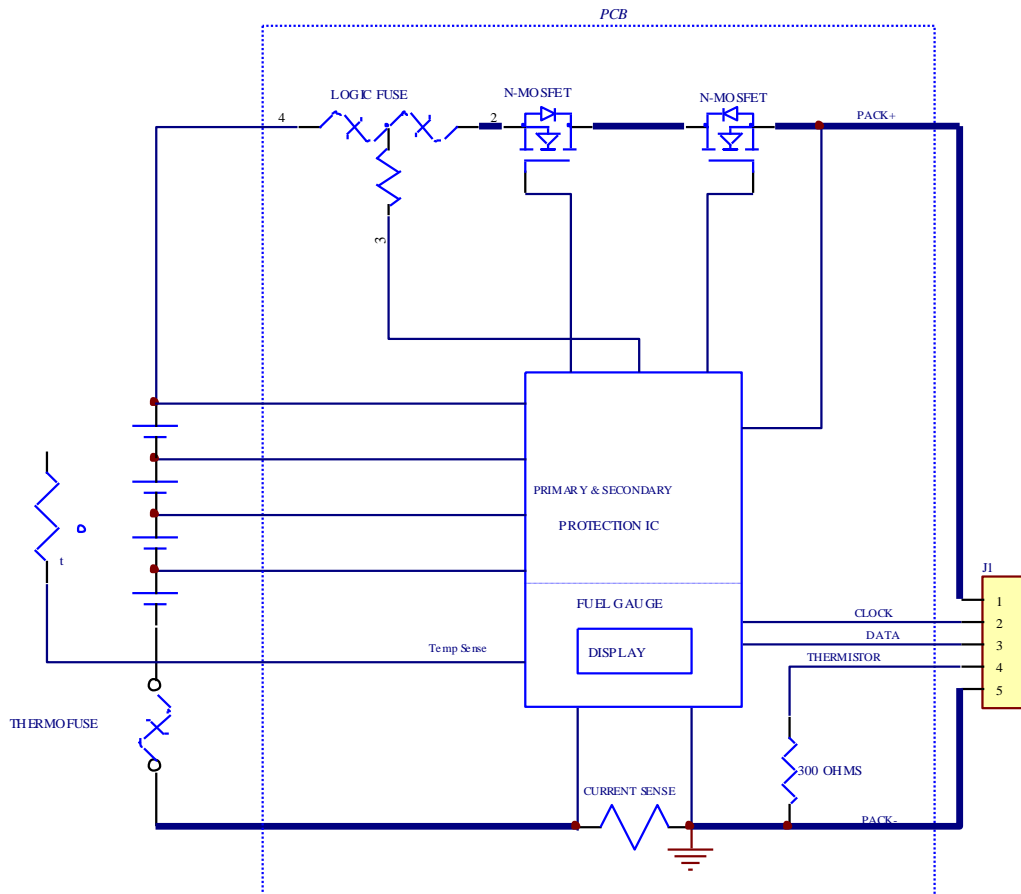 PCB
LOGIC FUSE
N-MOSFET
N-MOSFET
4
2
PACK+
3
PRIMARY & SECONDARY
PROTECTION IC
t
J1
FUEL GAUGE
1
CLOCK
2
DATA
3
Temp Sense
DISPLAY
THERMISTOR
4
5
THERMOFUSE
300 OHMS
CURRENT SENSE
PACK-